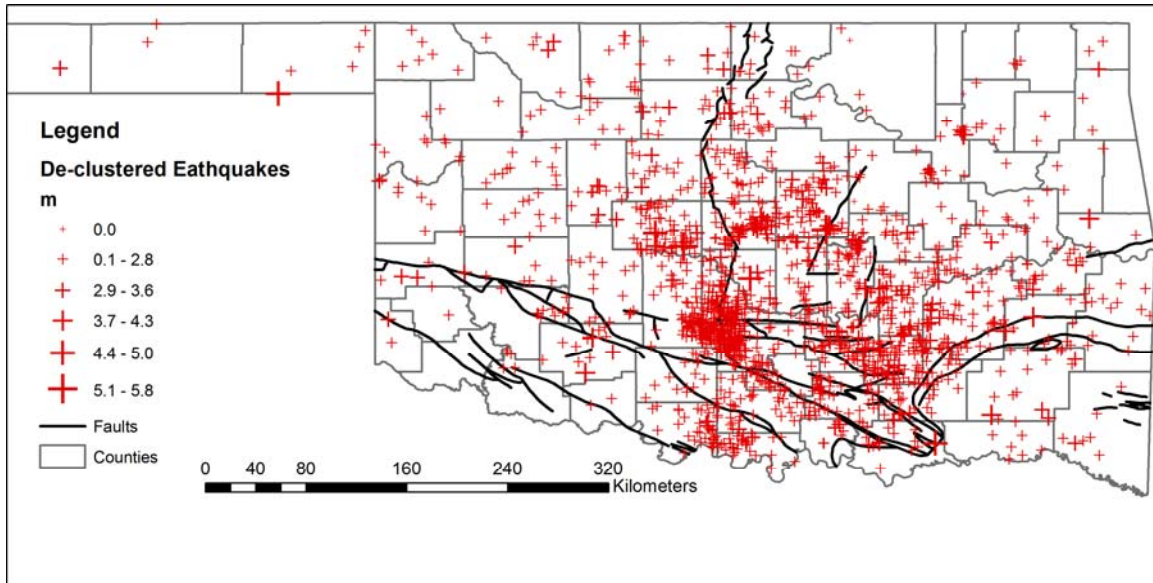 Legend
De-clustered Eathquakes
m
0.0
0.1 - 2.8
2.9 - 3.6
3.7 - 4.3
4.4 - 5.0
5.1 - 5.8
Faults
Counties
0 40 80 160 240 320
Kilometers